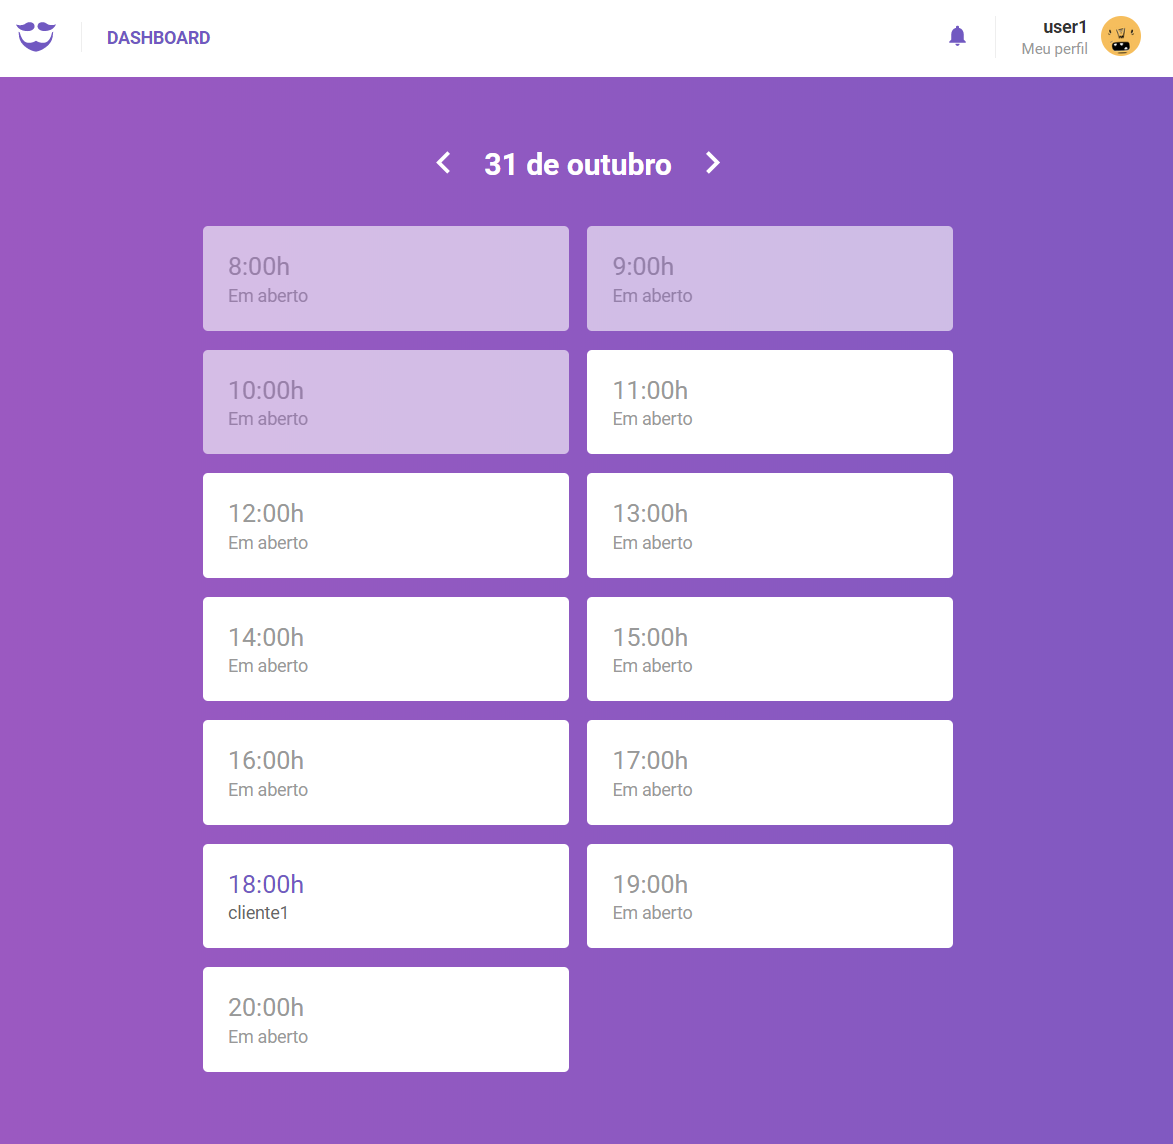 DASHBOARD
user1
Meu perfil
31 de outubro
8:00h
Em aberto
9:00h
Em aberto
10:00h
Em aberto
11:00h
Em aberto
12:00h
Em aberto
13:00h
Em aberto
14:00h
Em aberto
15:00h
Em aberto
16:00h
Em aberto
17:00h
Em aberto
18:00h
cliente1
19:00h
Em aberto
20:00h
Em aberto